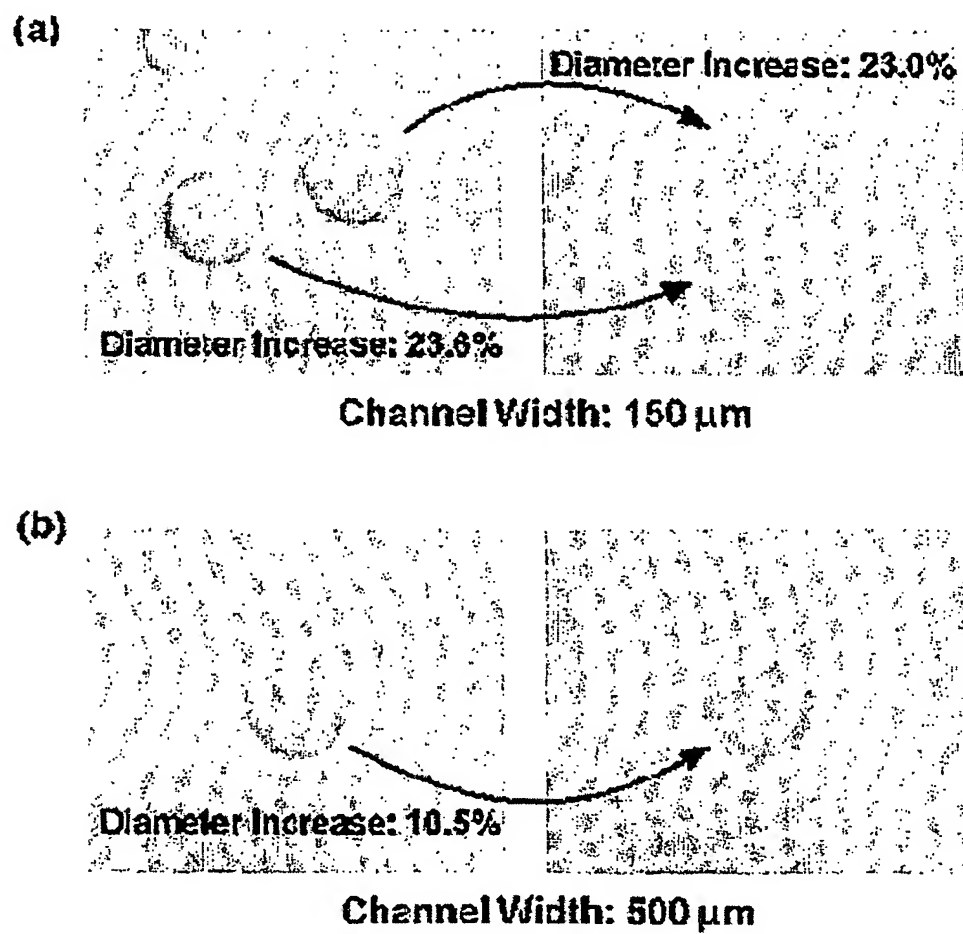 (a)
Diameter Increase: 23.0%
Diameter Increase: 23.6%
Channel Width: 150 µm
(b)
Diameter Increase: 10.5%
Channel Width: 500 µm